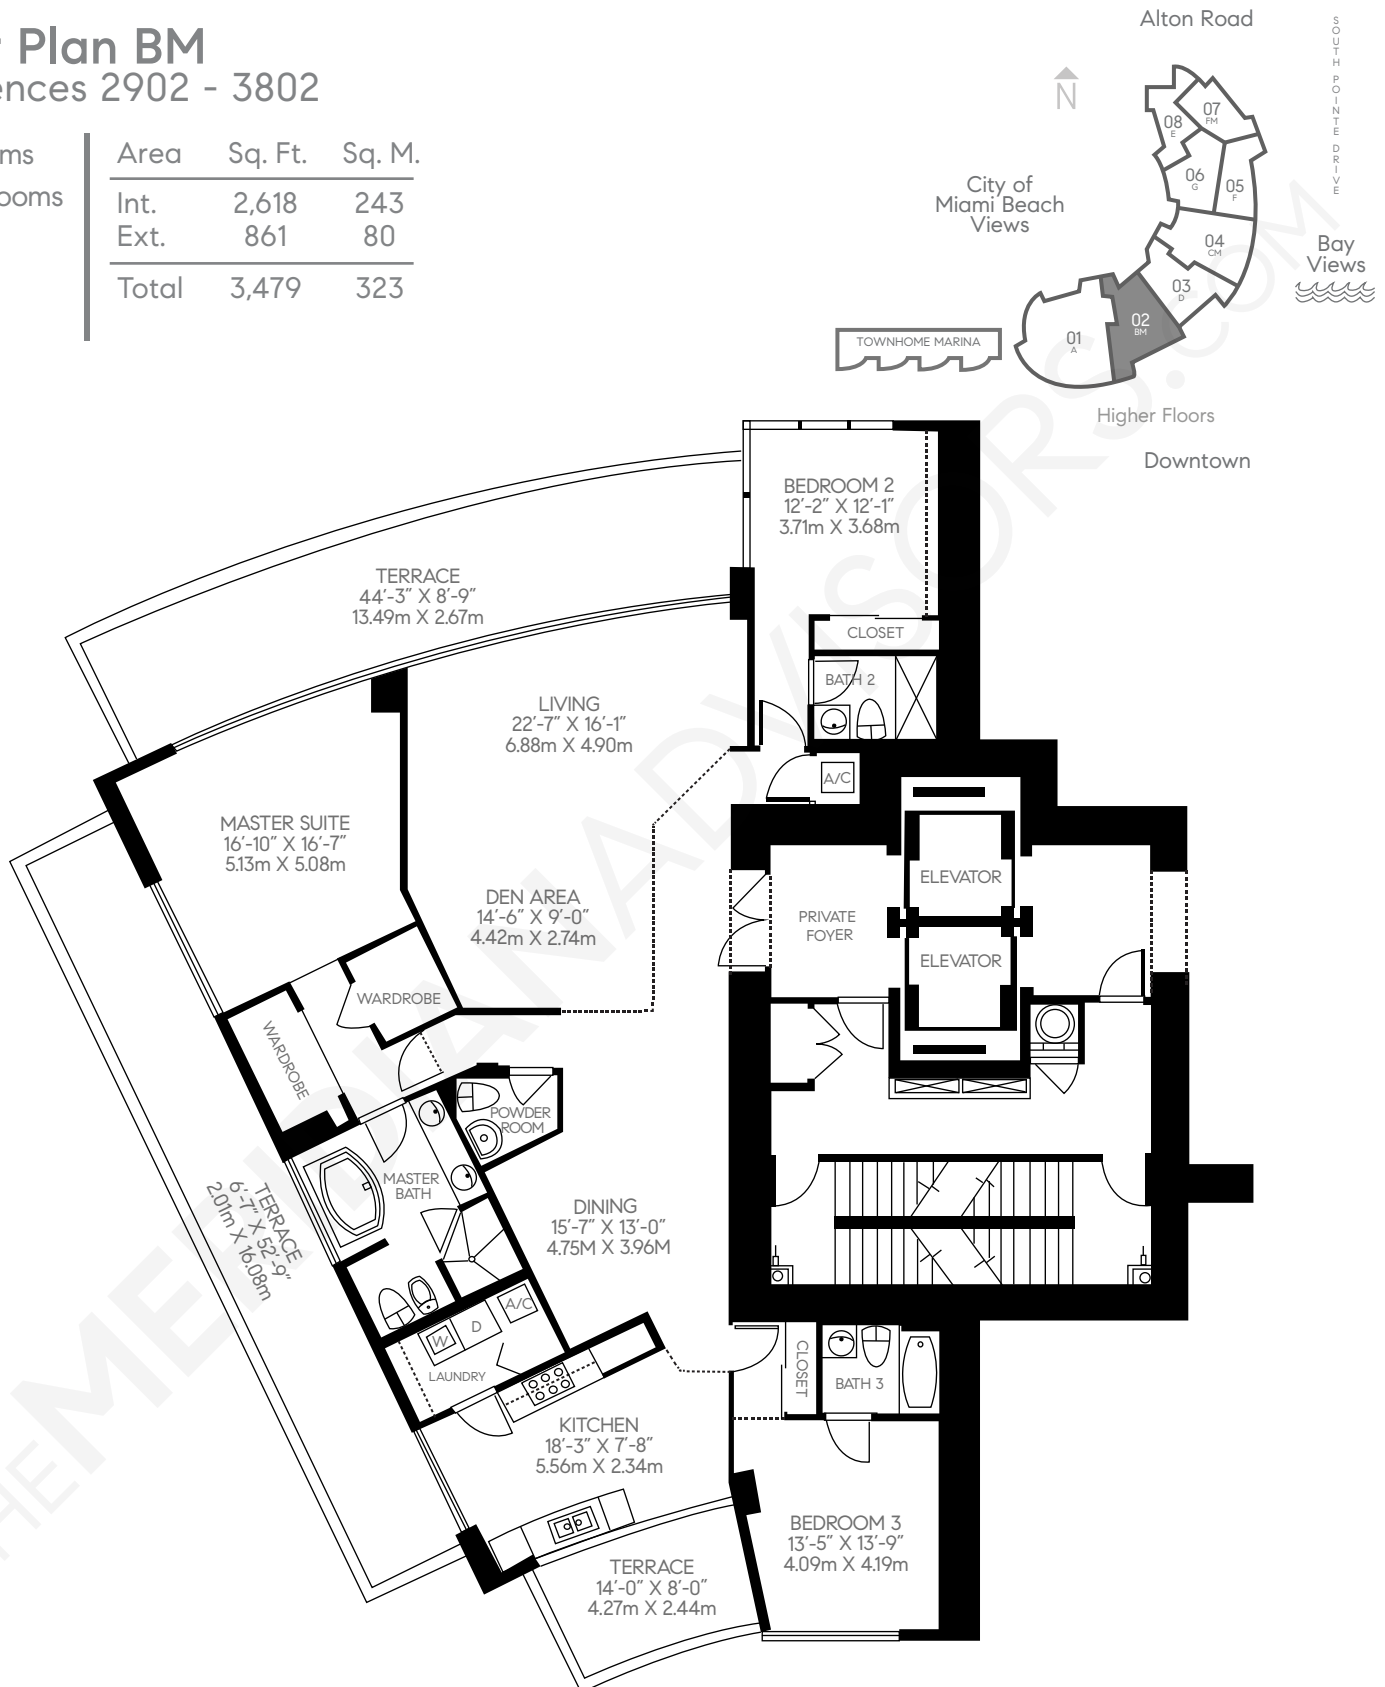 Plan BM
ences 2902 - 3802
ms
ooms
Area Sq. Ft. Sq. M.
Int. 2,618 243
Ext. 861 80
Total 3,479 323
Alton Road
SOUTH POINTE DRIVE
N
City of
Miami Beach
Views
Bay
Views
08
E
07
FM
06
G
05
F
04
CM
03
D
02
BM
01
A
TOWNHOME MARINA
Higher Floors
Downtown
BEDROOM 2
12'-2" X 12'-1"
3.71m X 3.68m
TERRACE
44'-3" X 8'-9"
13.49m X 2.67m
CLOSET
BATH 2
LIVING
22'-7" X 16'-1"
6.88m X 4.90m
A/C
MASTER SUITE
16'-10" X 16'-7"
5.13m X 5.08m
DEN AREA
14'-6" X 9'-0"
4.42m X 2.74m
ELEVATOR
PRIVATE
FOYER
ELEVATOR
WARDROBE
WARDROBE
POWDER
ROOM
MASTER
BATH
TERRACE
6'-7" X 52'-9"
2.01m X 16.08m
DINING
15'-7" X 13'-0"
4.75M X 3.96M
A/C
D
W
LAUNDRY
CLOSET
BATH 3
KITCHEN
18'-3" X 7'-8"
5.56m X 2.34m
BEDROOM 3
13'-5" X 13'-9"
4.09m X 4.19m
TERRACE
14'-0" X 8'-0"
4.27m X 2.44m
THEMERIDIANADVISORS.COM